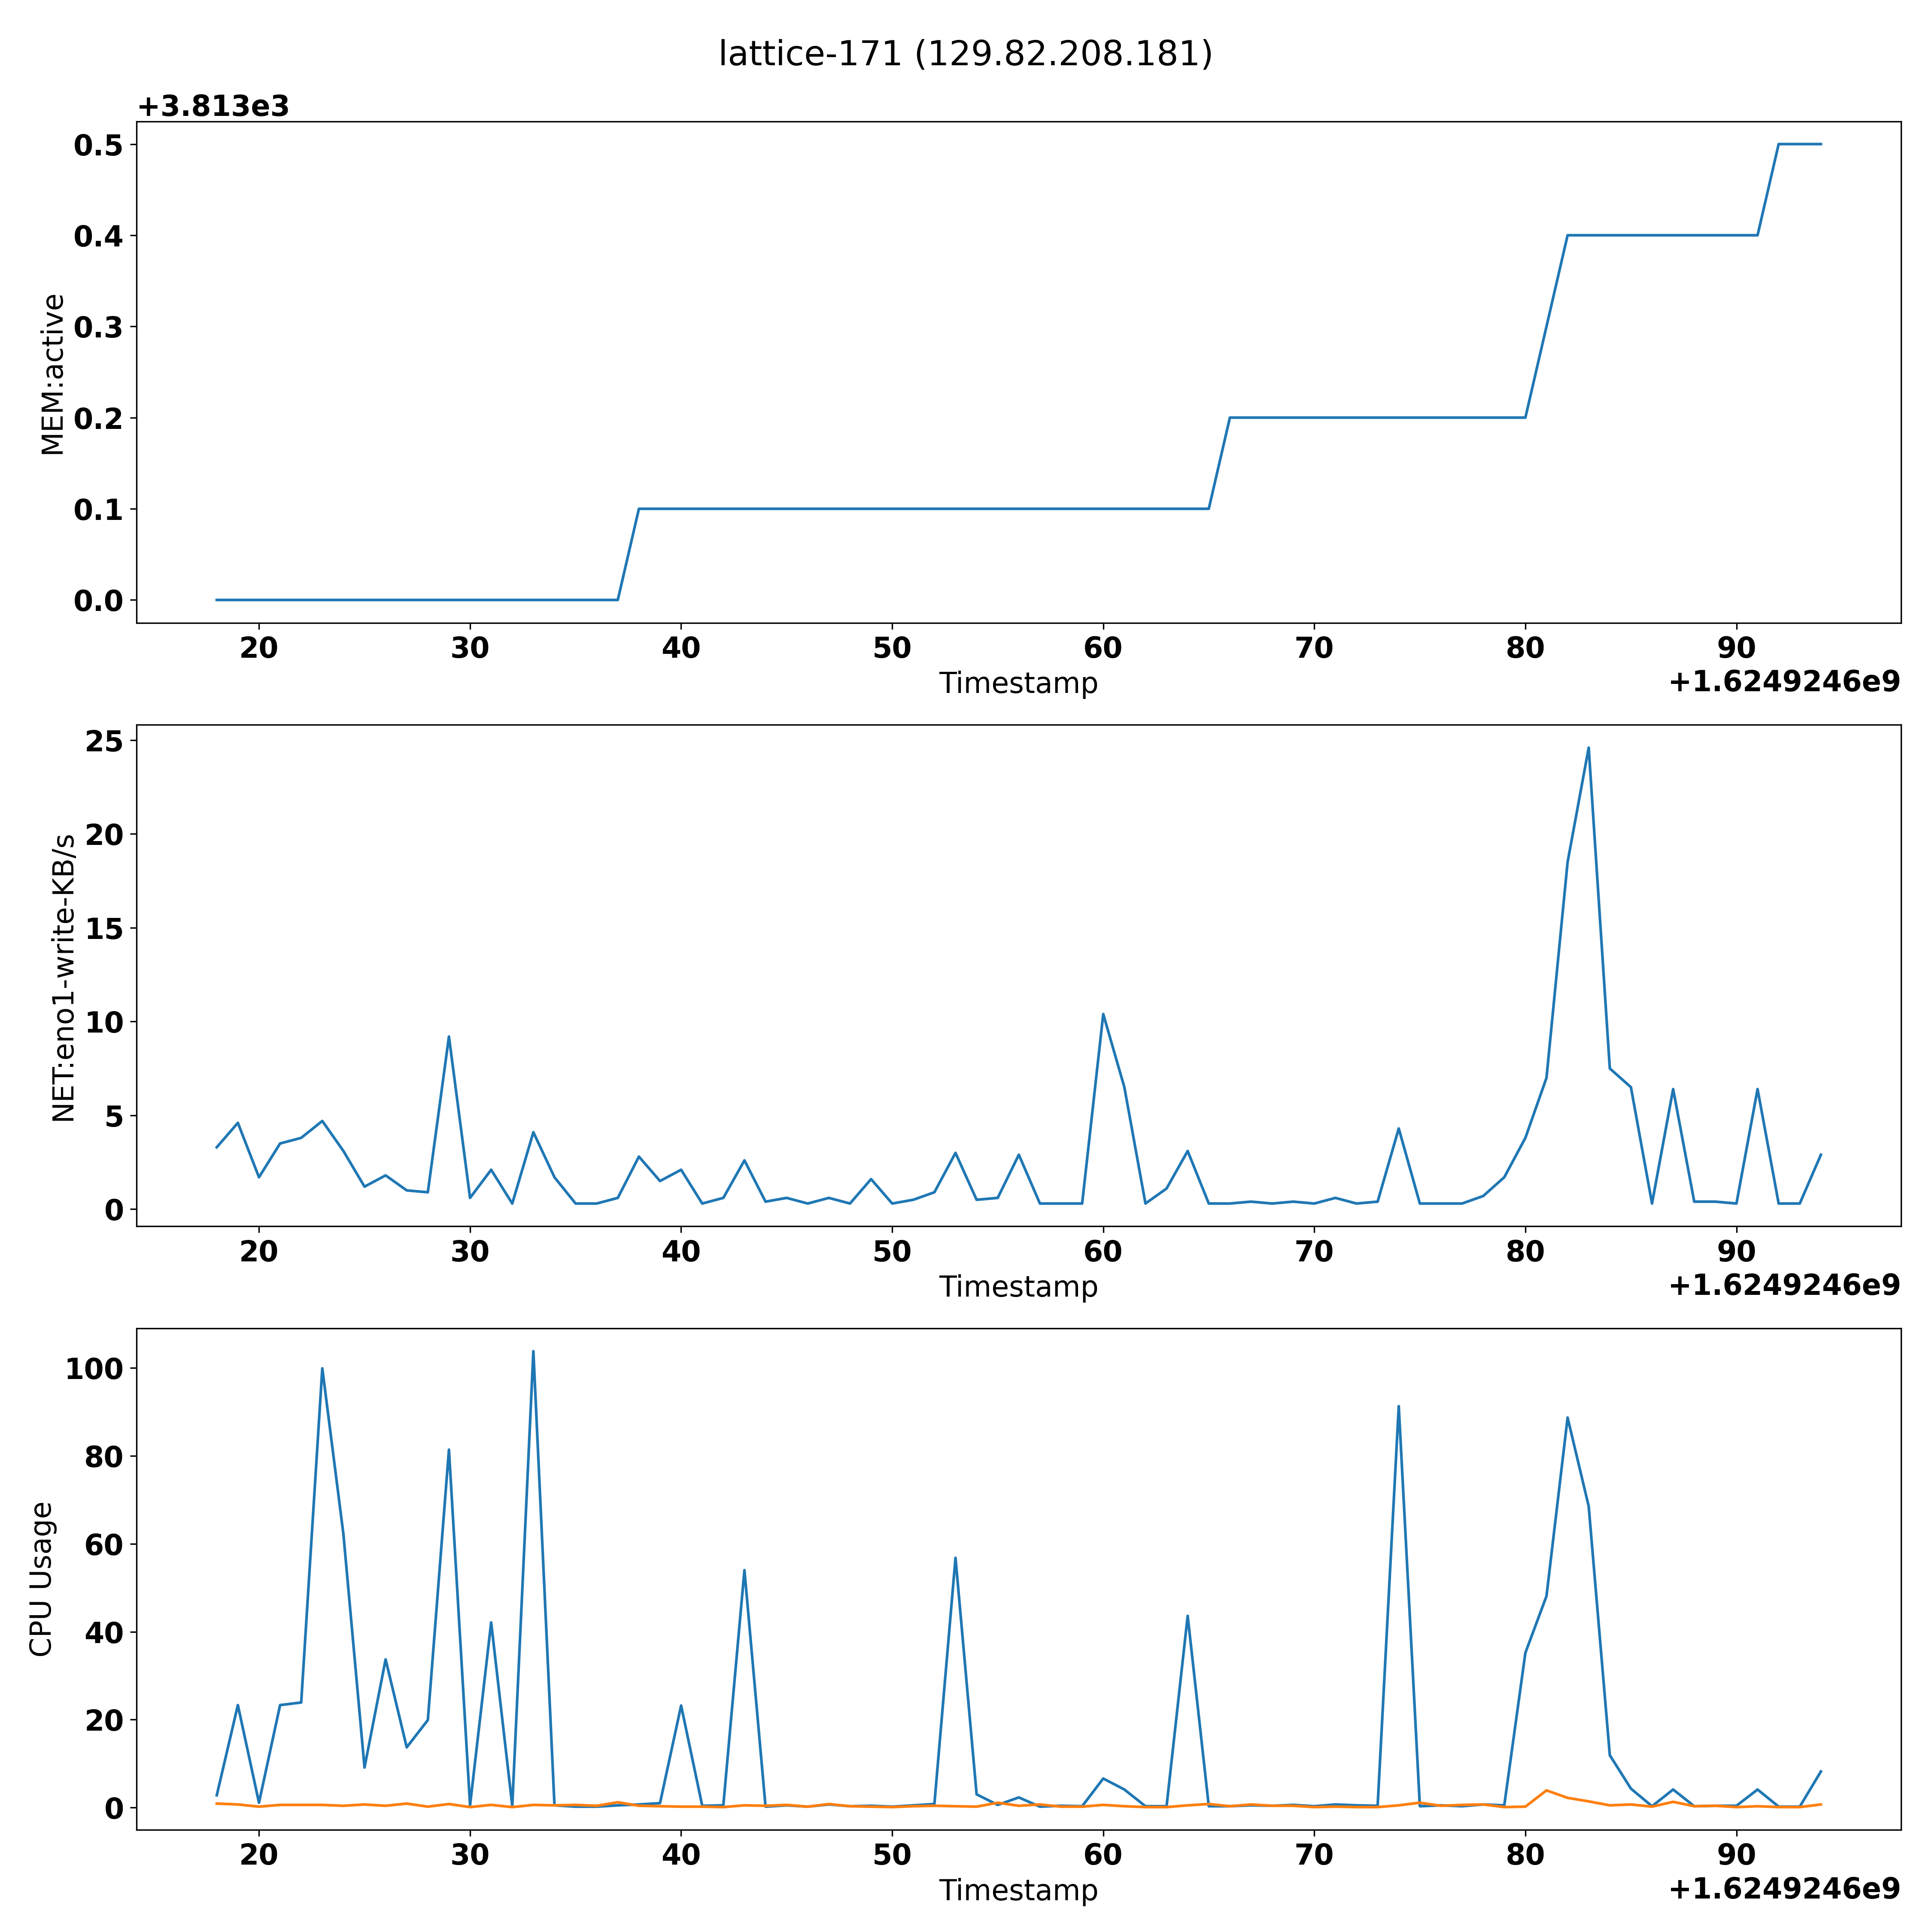 lattice-171 (129.82.208.181)
+3.813e3
0.5
0.4
0.3
0.2
0.1
0.0
MEM:active
20 30 40 50 60 70 80 90
Timestamp
+1.6249246e9
25
20
15
10
5
0
NET:eno1-write-KB/s
20 30 40 50 60 70 80 90
Timestamp
+1.6249246e9
100
80
60
40
20
0
CPU Usage
20 30 40 50 60 70 80 90
Timestamp
+1.6249246e9